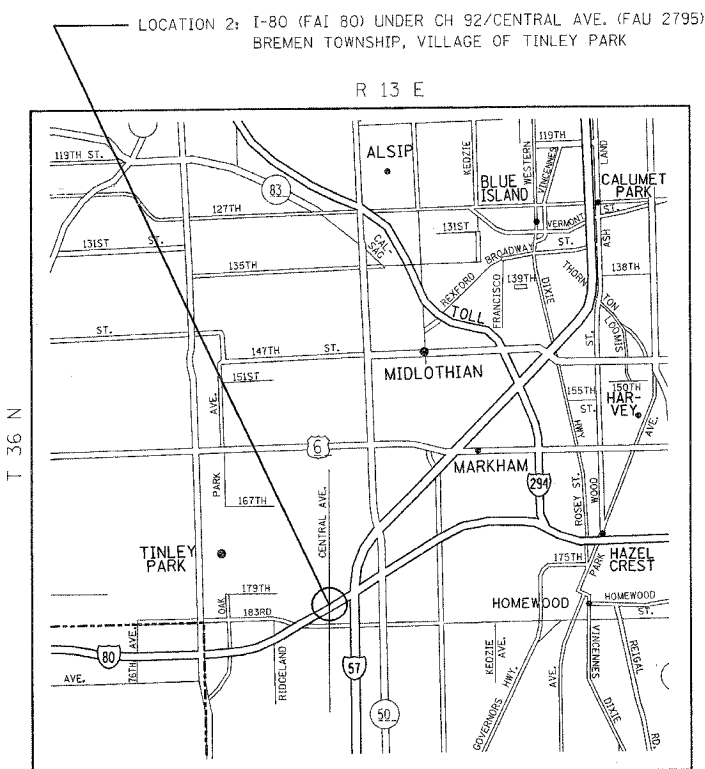 LOCATION 2: I-80 (FAI 80) UNDER CH 92/CENTRAL AVE. (FAU 2795)
BREMEN TOWNSHIP, VILLAGE OF TINLEY PARK
R 13 E
T 36 N
119TH ST.
83
ALSIP
KEDZIE
WESTERN
VINCENNES
119TH
LAND
BLUE
ISLAND
CALUMET
PARK
127TH
VERMONT
ST.
131ST
ST.
CAL-
SAG
131ST
BROADWAY
ST.
ASH
135TH
REXFORD
FRANCISCO
139TH
DIXIE
THORN
138TH
TON
TOLL
LOOMIS
ST.
147TH
ST.
ST.
151ST
MIDLOTHIAN
155TH
ST.
150TH
HAR-
VEY
AVE.
HWY
AVE.
6
MARKHAM
294
ROSEY ST.
WOOD
PARK
167TH
CENTRAL AVE.
TINLEY
PARK
175TH
PARK
HAZEL
CREST
179TH
OAK
183RD
HOMEWOOD
HOMEWOOD
ST.
80
76TH AVE.
AVE.
RIDGELAND
57
50
KEDZIE
AVE.
GOVERNORS HWY.
AVE.
VINCENNES
DIXIE
REIGAL
RD.